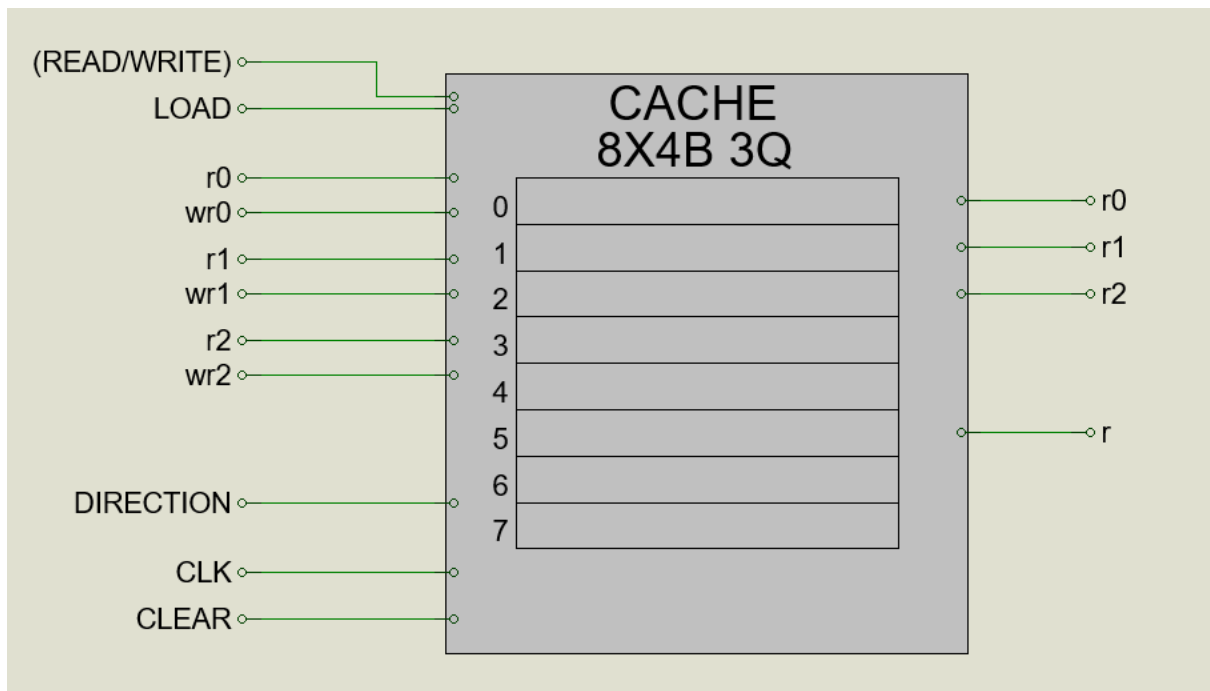 (READ/WRITE)
LOAD
CACHE
8X4B 3Q
r0
wr0
r1
wr1
r2
wr2
DIRECTION
CLK
CLEAR
0
1
2
3
4
5
6
7
r0
r1
r2
r